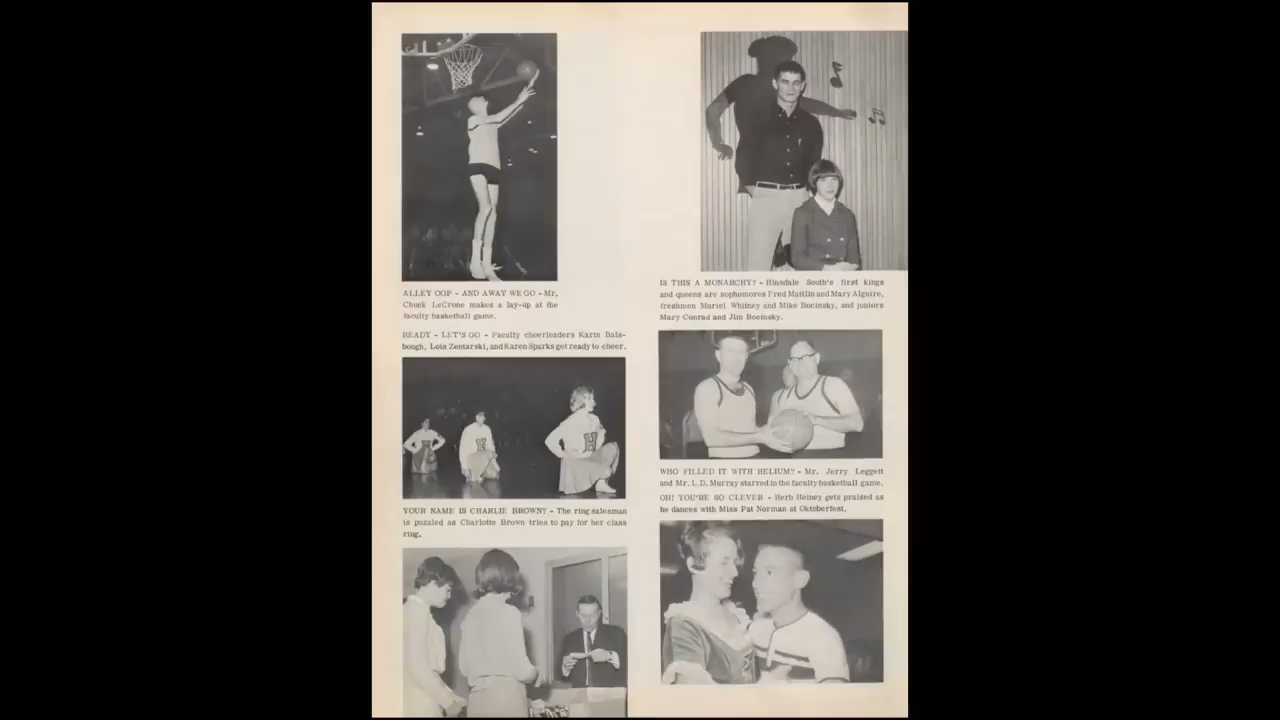 ALLEY OOP - AND AWAY WE GO - Mr.
Chuck LeCrone makes a lay-up at the
faculty basketball game.
READY - LET'S GO - Faculty cheerleaders Karin Bals-
bough, Lois Zentarski, and Karen Sparks get ready to cheer.
H
H
YOUR NAME IS CHARLIE BROWN? - The ring salesman
is puzzled as Charlotte Brown tries to pay for her class
ring.
IS THIS A MONARCHY? - Hinsdale South's first kings
and queens are sophomores Fred Mattlin and Mary Alguire,
freshmen Muriel Whitney and Mike Bocinsky, and juniors
Mary Conrad and Jim Bocinsky.
WHO FILLED IT WITH HELIUM? - Mr. Jerry Leggett
and Mr. L.D. Murray starred in the faculty basketball game.
OH! YOU'RE SO CLEVER - Herb Heiney gets praised as
he dances with Miss Pat Norman at Oktoberfest.